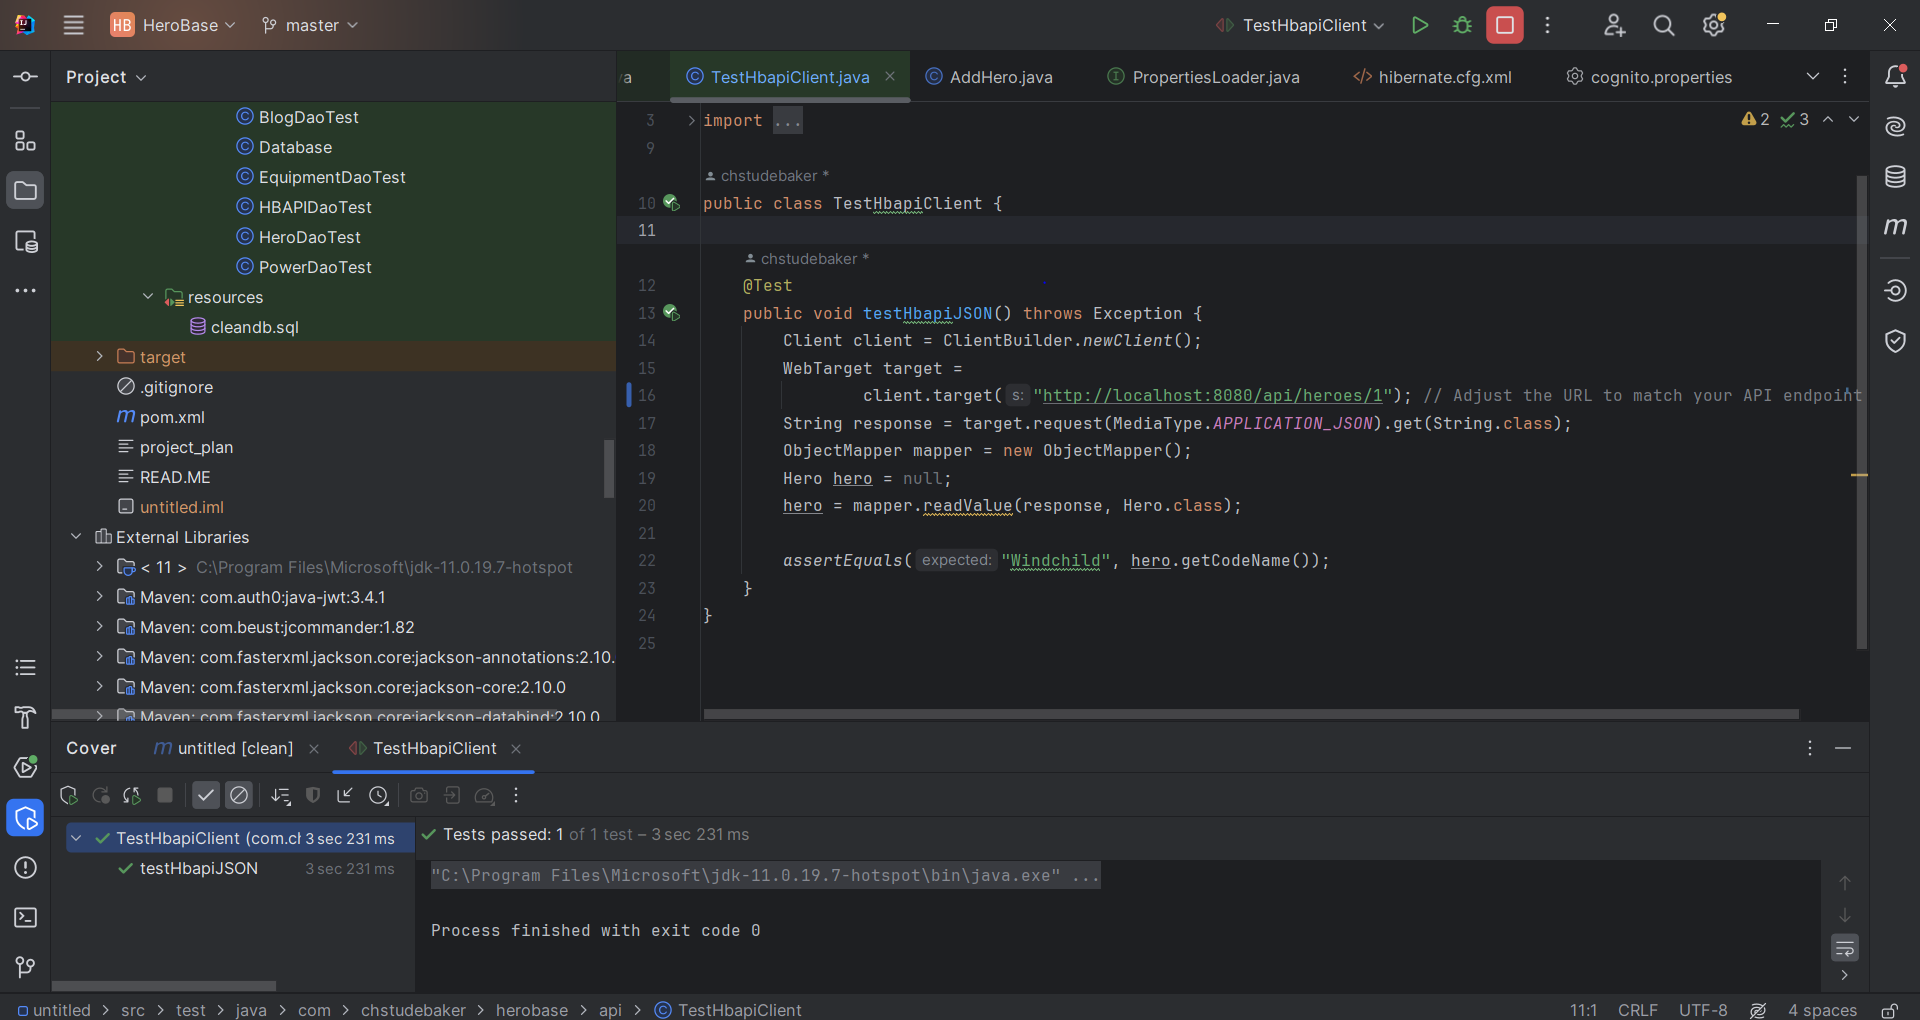 HB HeroBase master TestHbapiClient
Project
a TestHbapiClient.java AddHero.java PropertiesLoader.java hibernate.cfg.xml cognito.properties
BlogDaoTest
Database
EquipmentDaoTest
HBAPIDaoTest
HeroDaoTest
PowerDaoTest
resources
cleandb.sql
target
.gitignore
pom.xml
project_plan
READ.ME
untitled.iml
External Libraries
< 11 > C:\Program Files\Microsoft\jdk-11.0.19.7-hotspot
Maven: com.auth0:java-jwt:3.4.1
Maven: com.beust:jcommander:1.82
Maven: com.fasterxml.jackson.core:jackson-annotations:2.10.
Maven: com.fasterxml.jackson.core:jackson-core:2.10.0
Maven: com.fasterxml.jackson.core:jackson-databind:2.10.0
3 import ... 2 3
9
chstudebaker *
10 public class TestHbapiClient {
11
chstudebaker *
12 @Test
13 public void testHbapiJSON() throws Exception {
14 Client client = ClientBuilder.newClient();
15 WebTarget target =
16 client.target( s: "http://localhost:8080/api/heroes/1"); // Adjust the URL to match your API endpoint
17 String response = target.request(MediaType.APPLICATION_JSON).get(String.class);
18 ObjectMapper mapper = new ObjectMapper();
19 Hero hero = null;
20 hero = mapper.readValue(response, Hero.class);
21
22 assertEquals( expected: "Windchild", hero.getCodeName());
23 }
24 }
25
Cover untitled [clean] TestHbapiClient
TestHbapiClient (com.cl 3 sec 231 ms
testHbapiJSON 3 sec 231 ms
Tests passed: 1 of 1 test – 3 sec 231 ms
"C:\Program Files\Microsoft\jdk-11.0.19.7-hotspot\bin\java.exe" ...
Process finished with exit code 0
untitled > src > test > java > com > chstudebaker > herobase > api > TestHbapiClient
11:1 CRLF UTF-8 4 spaces